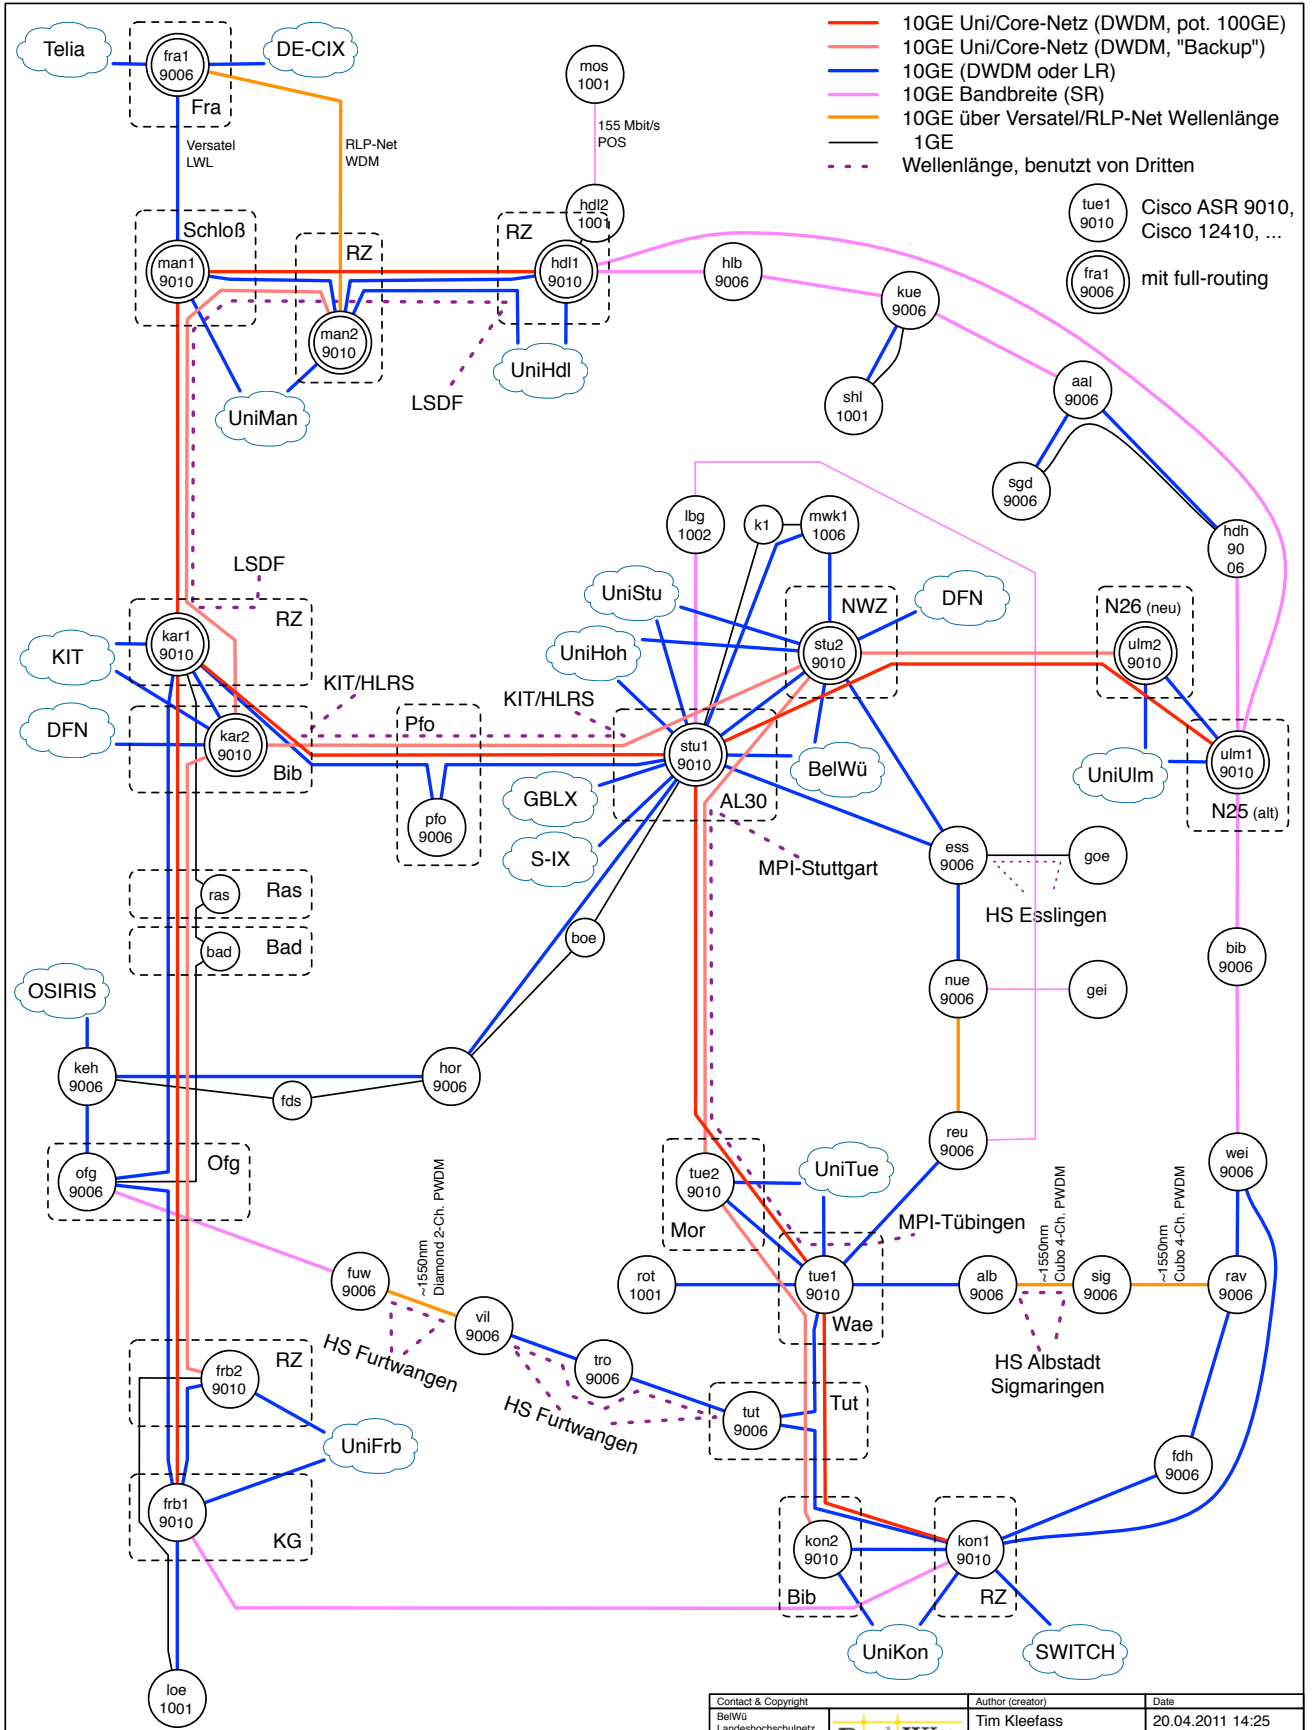 10GE Uni/Core-Netz (DWDM, pot. 100GE)
10GE Uni/Core-Netz (DWDM, "Backup")
10GE (DWDM oder LR)
10GE Bandbreite (SR)
10GE über Versatel/RLP-Net Wellenlänge
1GE
Wellenlänge, benutzt von Dritten
tue1
9010
Cisco ASR 9010,
Cisco 12410, ...
fra1
9006
mit full-routing
Telia
fra1
9006
DE-CIX
Fra
mos
1001
155 Mbit/s
POS
Versatel
LWL
RLP-Net
WDM
hdl2
1001
Schloß
man1
9010
RZ
man2
9010
RZ
hdl1
9010
hlb
9006
kue
9006
UniMan
LSDF
UniHdl
shl
1001
aal
9006
sgd
9006
hdh
90
06
lbg
1002
k1
mwk1
1006
LSDF
RZ
kar1
9010
KIT
DFN
kar2
9010
Bib
KIT/HLRS
KIT/HLRS
Pfo
pfo
9006
UniStu
UniHoh
NWZ
stu2
9010
DFN
stu1
9010
AL30
BelWü
GBLX
S-IX
N26 (neu)
ulm2
9010
UniUlm
ulm1
9010
N25 (alt)
MPI-Stuttgart
ess
9006
goe
HS Esslingen
ras
Ras
bad
Bad
boe
nue
9006
gei
bib
9006
OSIRIS
keh
9006
fds
hor
9006
reu
9006
wei
9006
ofg
9006
Ofg
tue2
9010
Mor
UniTue
MPI-Tübingen
fuw
9006
~1550nm
Diamond 2-Ch. PWDM
vil
9006
HS Furtwangen
tro
9006
HS Furtwangen
rot
1001
tue1
9010
Wae
alb
9006
~1550nm
Cubo 4-Ch. PWDM
sig
9006
~1550nm
Cubo 4-Ch. PWDM
rav
9006
HS Albstadt
Sigmaringen
RZ
frb2
9010
UniFrb
tut
9006
Tut
fdh
9006
frb1
9010
KG
kon2
9010
Bib
kon1
9010
RZ
UniKon
SWITCH
loe
1001
Contact & Copyright
BelWü
Landeshochschulnetz
Author (creator)
Tim Kleefass
Date
20.04.2011 14:25